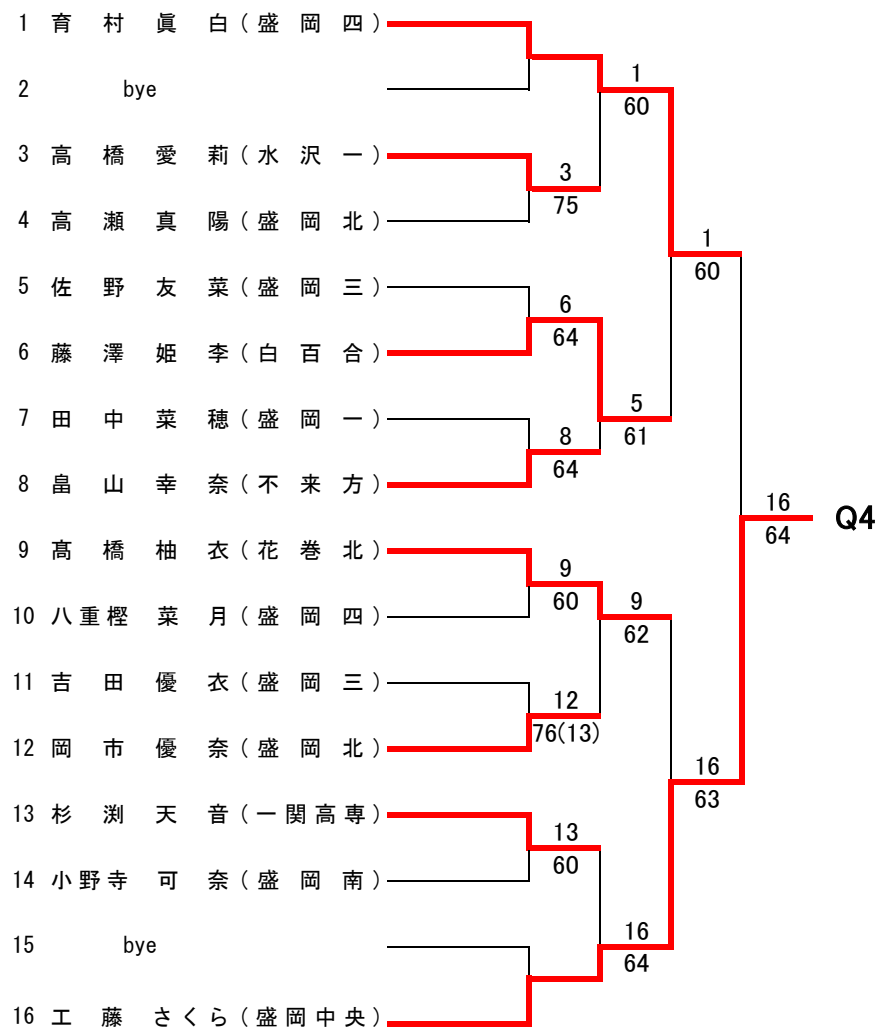 1 育村眞白(盛岡四)
2 bye
3 高橋愛莉(水沢一)
4 高瀬真陽(盛岡北)
5 佐野友菜(盛岡三)
6 藤澤姫李(白百合)
7 田中菜穂(盛岡一)
8 畠山幸奈(不来方)
9 髙橋柚衣(花巻北)
10 八重樫菜月(盛岡四)
11 吉田優衣(盛岡三)
12 岡市優奈(盛岡北)
13 杉渕天音(一関高専)
14 小野寺可奈(盛岡南)
15 bye
16 工藤さくら(盛岡中央)
3
75
6
64
8
64
9
60
12
76(13)
13
60
1
60
5
61
9
62
16
64
1
60
16
63
16
64
Q4